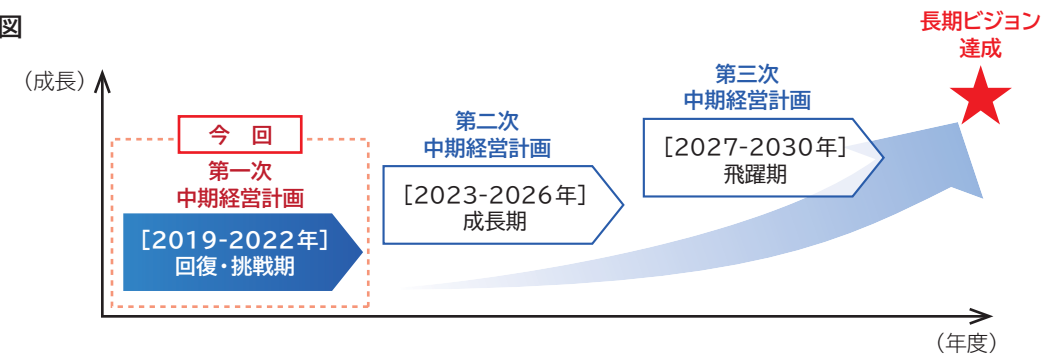 図
（成長）
今 回
第一次
中期経営計画
［2019-2022年］
回復・挑戦期
第二次
中期経営計画
［2023-2026年］
成長期
第三次
中期経営計画
［2027-2030年］
飛躍期
長期ビジョン
達成
（年度）